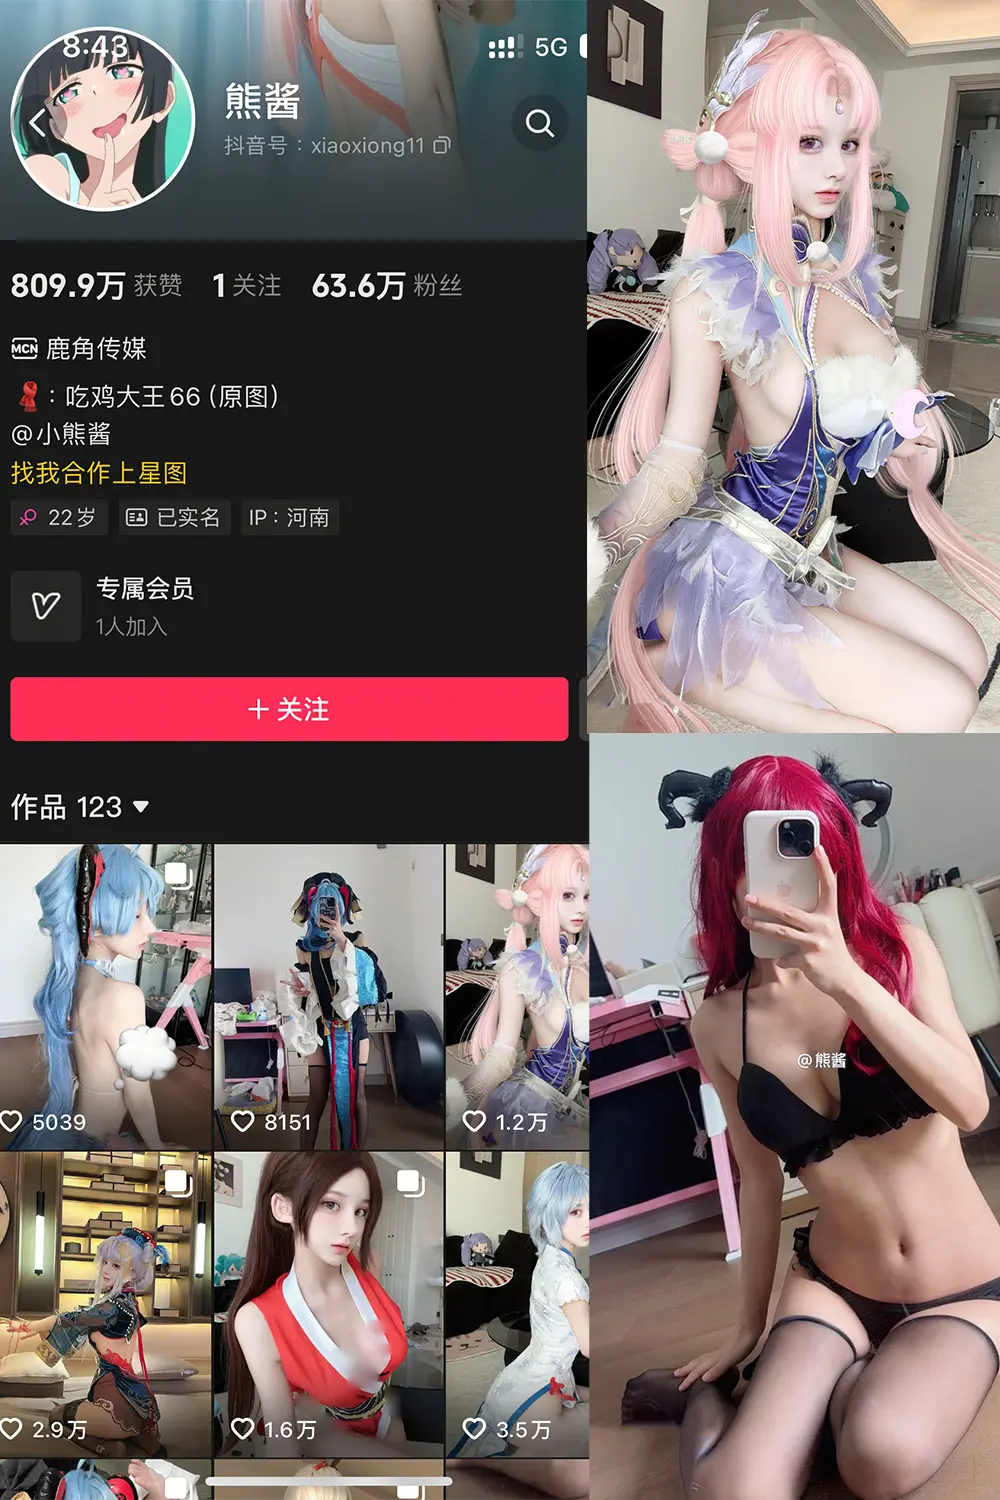 8:43
5G
熊酱
抖音号：xiaoxiong11
809.9万 获赞 1 关注 63.6万 粉丝
MCN 鹿角传媒
：吃鸡大王66 (原图)
@小熊酱
找我合作上星图
22岁 已实名 IP：河南
专属会员
1人加入
+ 关注
作品 123
5039 8151 1.2万
2.9万 1.6万 3.5万
@熊酱